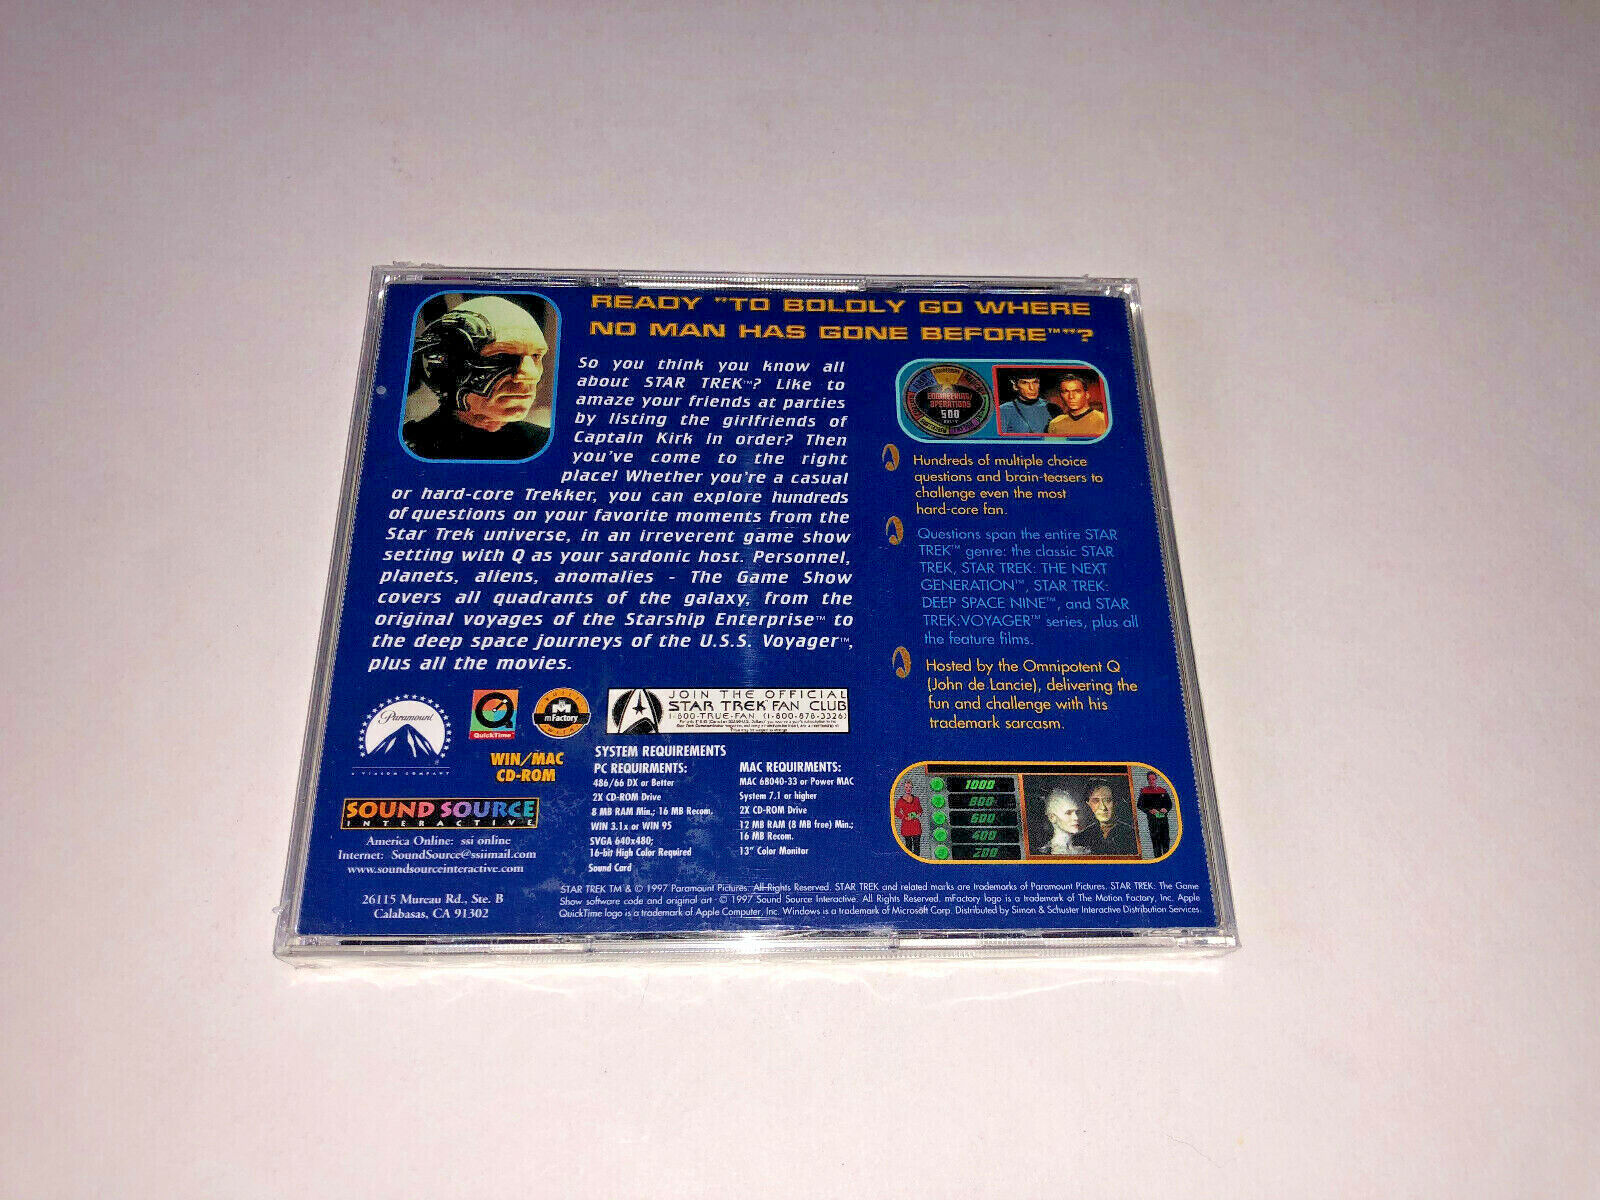 READY "TO BOLDLY GO WHERE
NO MAN HAS GONE BEFORE™"?
So you think you know all
about STAR TREK™? Like to
amaze your friends at parties
by listing the girlfriends of
Captain Kirk in order? Then
you've come to the right
place! Whether you're a casual
or hard-core Trekker, you can explore hundreds
of questions on your favorite moments from the
Star Trek universe, in an irreverent game show
setting with Q as your sardonic host. Personnel,
planets, aliens, anomalies - The Game Show
covers all quadrants of the galaxy, from the
original voyages of the Starship Enterprise™ to
the deep space journeys of the U.S.S. Voyager™,
plus all the movies.
ENGINEERING/
OPERATIONS
500
Hundreds of multiple choice
questions and brain-teasers to
challenge even the most
hard-core fan.
Questions span the entire STAR
TREK™ genre: the classic STAR
TREK, STAR TREK: THE NEXT
GENERATION™, STAR TREK:
DEEP SPACE NINE™, and STAR
TREK:VOYAGER™ series, plus all
the feature films.
Hosted by the Omnipotent Q
(John de Lancie), delivering the
fun and challenge with his
trademark sarcasm.
1000
800
600
400
200
Paramount
A VIACOM COMPANY
QuickTime
BUILT
mFactory
WITH
JOIN THE OFFICIAL
STAR TREK FAN CLUB
1-800-TRUE-FAN (1-800-878-3326)
WIN/MAC
CD-ROM
SOUND SOURCE
INTERACTIVE
America Online: ssi online
Internet: SoundSource@ssiimail.com
www.soundsourceinteractive.com
26115 Mureau Rd., Ste. B
Calabasas, CA 91302
SYSTEM REQUIREMENTS
PC REQUIRMENTS:
486/66 DX or Better
2X CD-ROM Drive
8 MB RAM Min.; 16 MB Recom.
WIN 3.1x or WIN 95
SVGA 640x480;
16-bit High Color Required
Sound Card
MAC REQUIRMENTS:
MAC 68040-33 or Power MAC
System 7.1 or higher
2X CD-ROM Drive
12 MB RAM (8 MB free) Min.;
16 MB Recom.
13" Color Monitor
STAR TREK TM & © 1997 Paramount Pictures. All Rights Reserved. STAR TREK and related marks are trademarks of Paramount Pictures. STAR TREK: The Game
Show software code and original art - © 1997 Sound Source Interactive. All Rights Reserved. mFactory logo is a trademark of The Motion Factory, Inc. Apple
QuickTime logo is a trademark of Apple Computer, Inc. Windows is a trademark of Microsoft Corp. Distributed by Simon & Schuster Interactive Distribution Services.